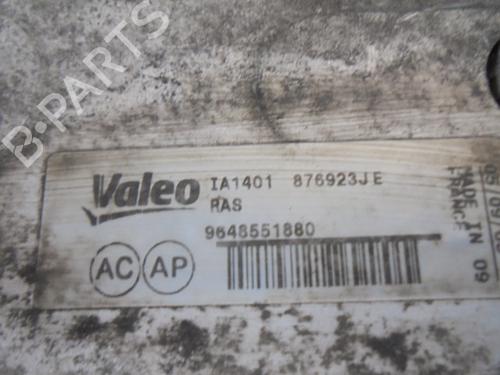 B-PARTS
Valeo IA1401 876923JE
RAS
9648551880
AC AP
MADE IN
FRANCE
09